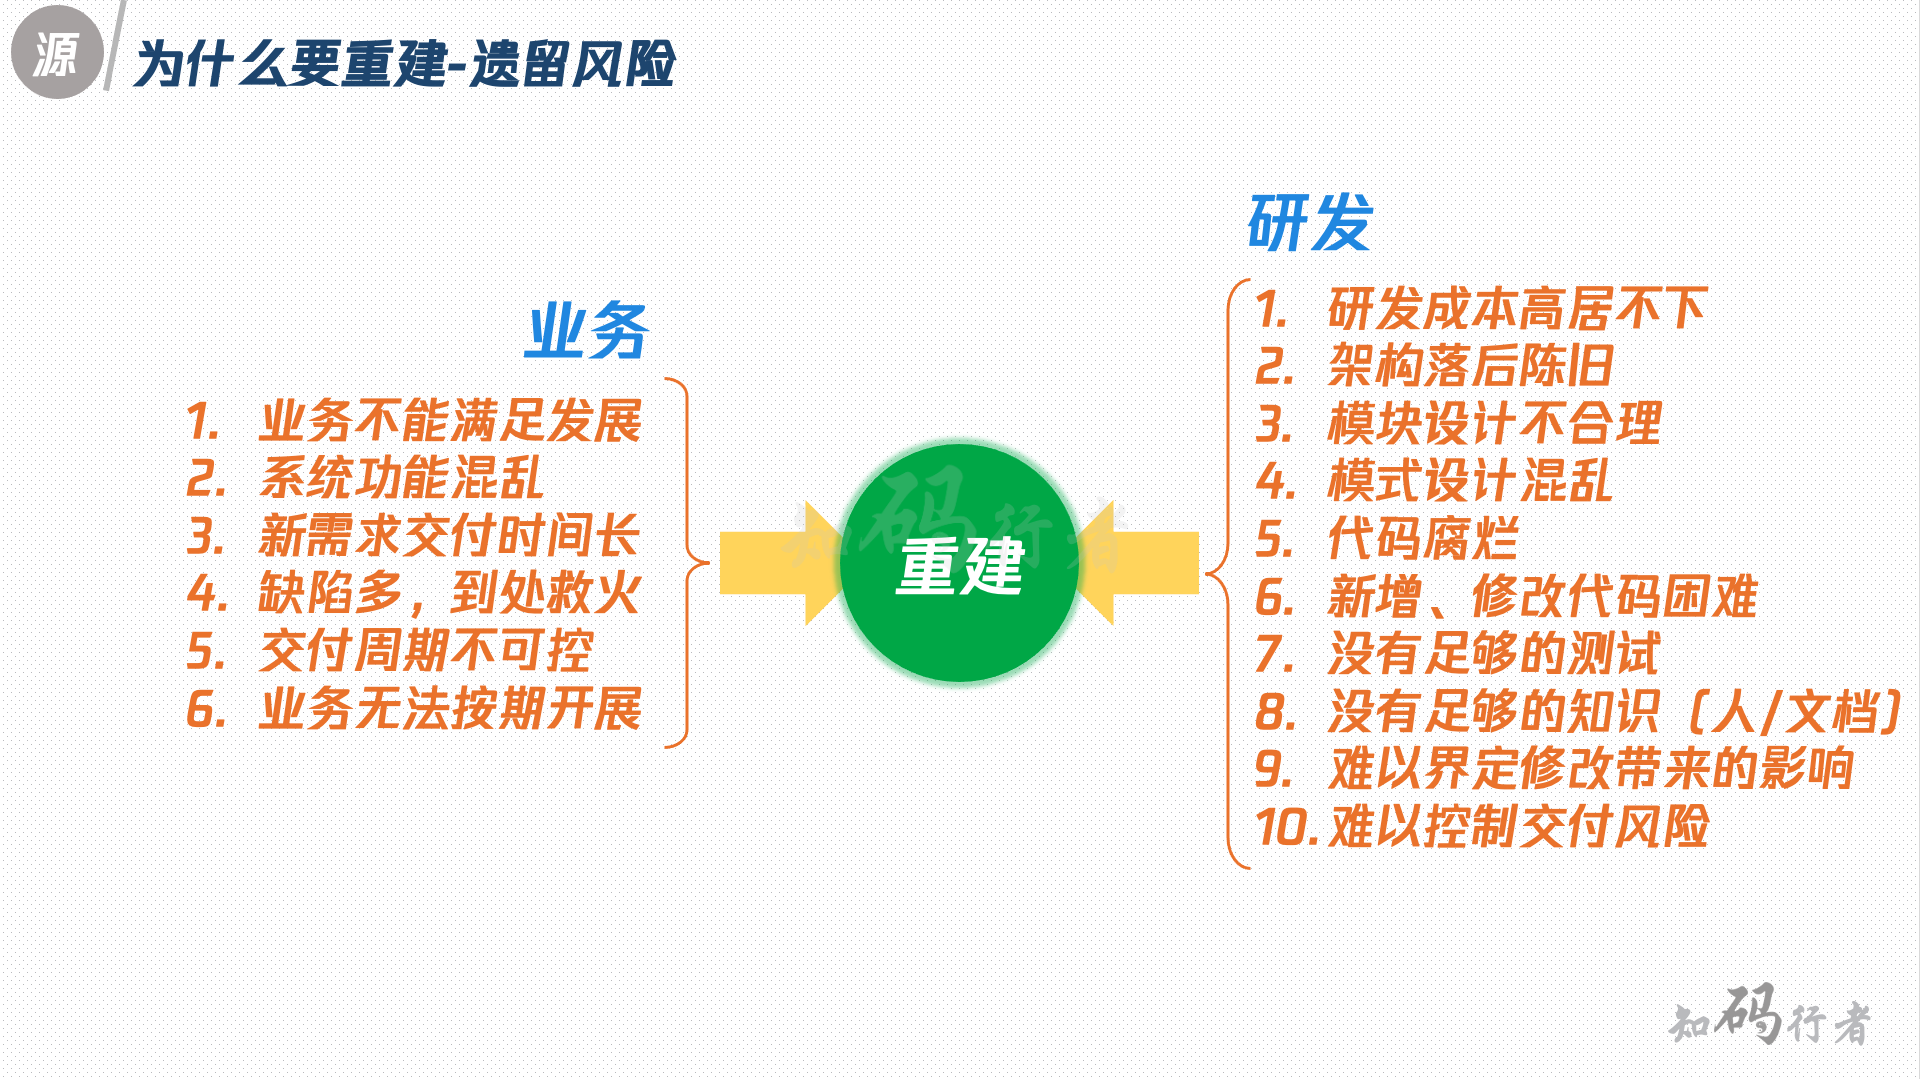 源
为什么要重建-遗留风险
业务
1. 业务不能满足发展
2. 系统功能混乱
3. 新需求交付时间长
4. 缺陷多，到处救火
5. 交付周期不可控
6. 业务无法按期开展
知码行者
重建
研发
1. 研发成本高居不下
2. 架构落后陈旧
3. 模块设计不合理
4. 模式设计混乱
5. 代码腐烂
6. 新增、修改代码困难
7. 没有足够的测试
8. 没有足够的知识（人/文档）
9. 难以界定修改带来的影响
10. 难以控制交付风险
知码行者